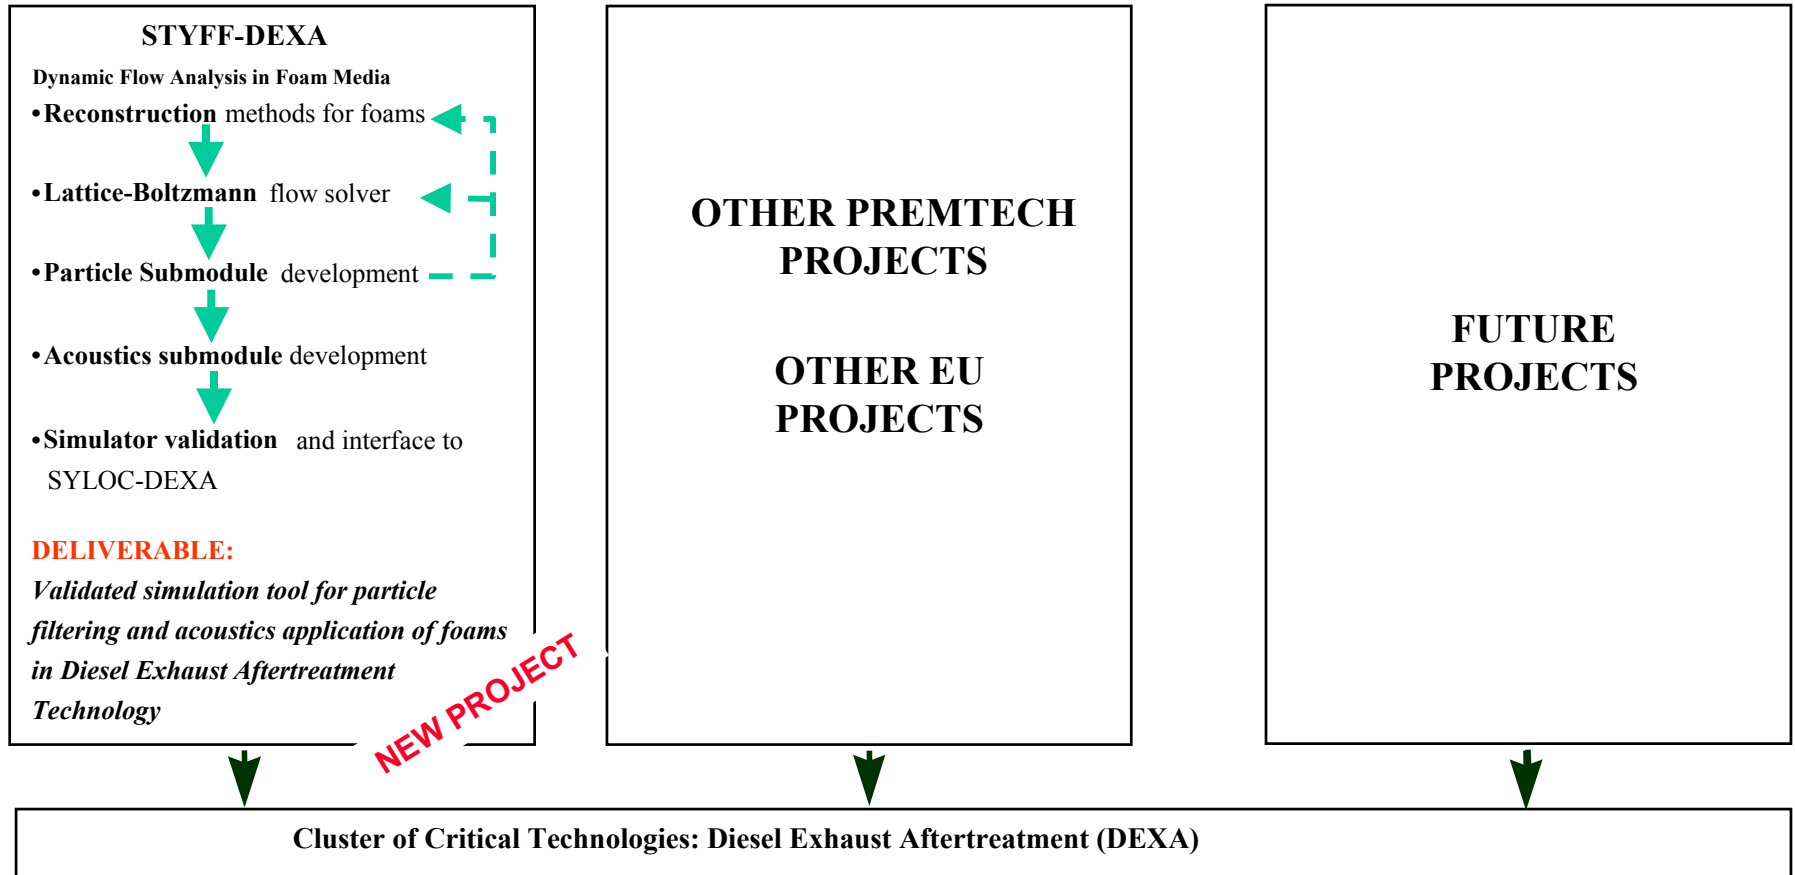 STYFF-DEXA
Dynamic Flow Analysis in Foam Media
•Reconstruction methods for foams
•Lattice-Boltzmann flow solver
•Particle Submodule development
•Acoustics submodule development
•Simulator validation and interface to
SYLOC-DEXA
DELIVERABLE:
Validated simulation tool for particle
filtering and acoustics application of foams
in Diesel Exhaust Aftertreatment
Technology
NEW PROJECT
OTHER PREMTECH
PROJECTS
OTHER EU
PROJECTS
FUTURE
PROJECTS
Cluster of Critical Technologies: Diesel Exhaust Aftertreatment (DEXA)